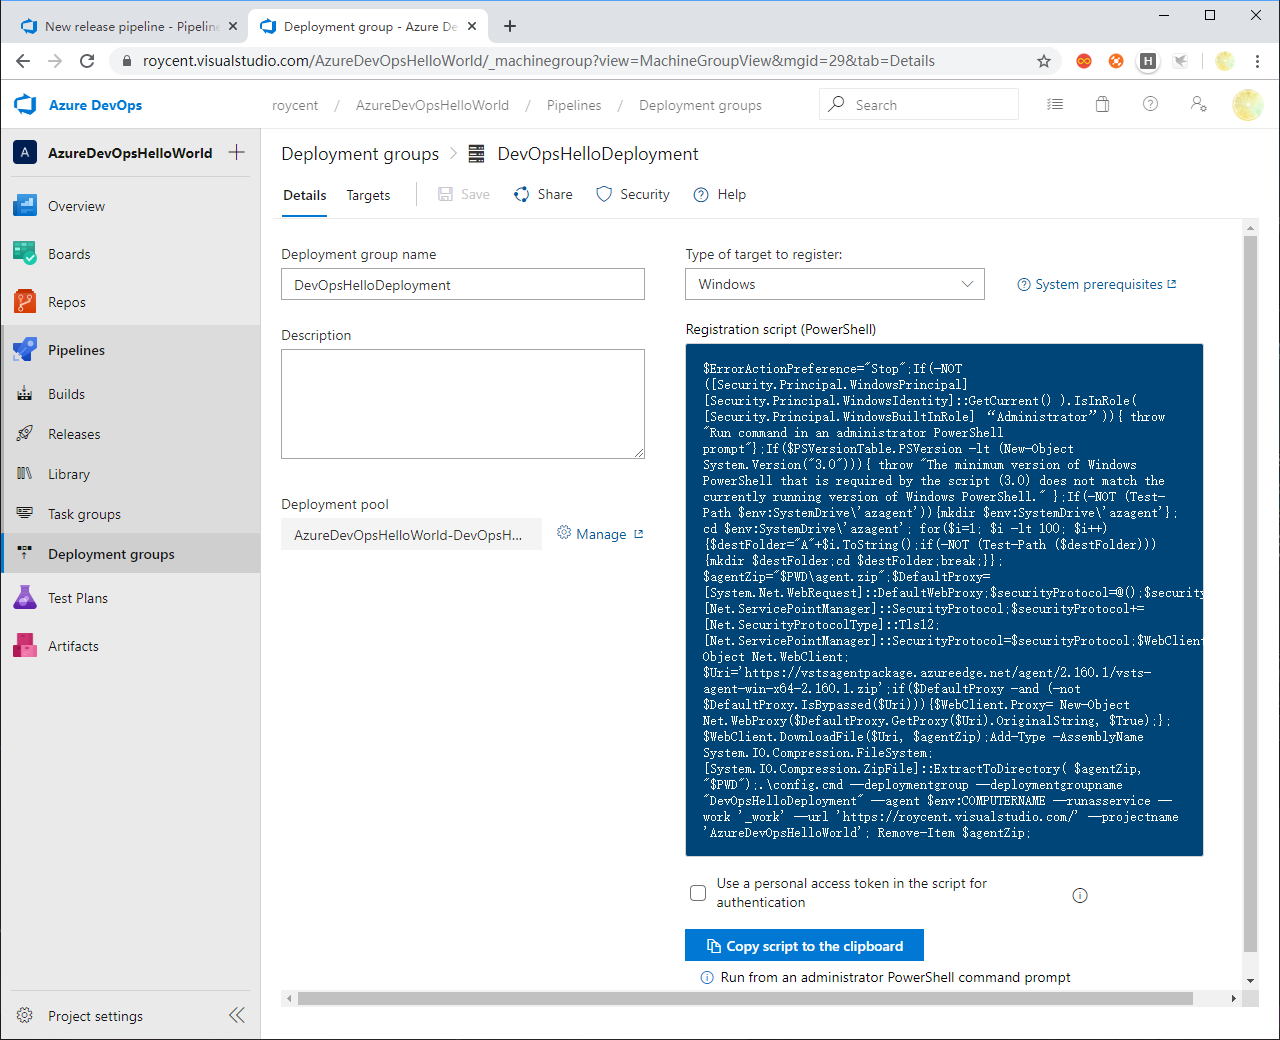 New release pipeline - Pipeline
Deployment group - Azure De
roycent.visualstudio.com/AzureDevOpsHelloWorld/_machinegroup?view=MachineGroupView&mgid=29&tab=Details
H
Azure DevOps
roycent / AzureDevOpsHelloWorld / Pipelines / Deployment groups
Search
A AzureDevOpsHelloWorld
Overview
Boards
Repos
Pipelines
Builds
Releases
Library
Task groups
Deployment groups
Test Plans
Artifacts
Project settings
Deployment groups > DevOpsHelloDeployment
Details Targets Save Share Security Help
Deployment group name
DevOpsHelloDeployment
Description
Deployment pool
AzureDevOpsHelloWorld-DevOpsH...
Manage
Type of target to register:
Windows
System prerequisites
Registration script (PowerShell)
$ErrorActionPreference="Stop";If(-NOT
([Security.Principal.WindowsPrincipal]
[Security.Principal.WindowsIdentity]::GetCurrent() ).IsInRole(
[Security.Principal.WindowsBuiltInRole] “Administrator”)){ throw
"Run command in an administrator PowerShell
prompt"};If($PSVersionTable.PSVersion -lt (New-Object
System.Version("3.0"))){ throw "The minimum version of Windows
PowerShell that is required by the script (3.0) does not match the
currently running version of Windows PowerShell." };If(-NOT (Test-
Path $env:SystemDrive\'azagent')){mkdir $env:SystemDrive\'azagent'};
cd $env:SystemDrive\'azagent'; for($i=1; $i -lt 100; $i++)
{$destFolder="A"+$i.ToString();if(-NOT (Test-Path ($destFolder)))
{mkdir $destFolder;cd $destFolder;break;}};
$agentZip="$PWD\agent.zip";$DefaultProxy=
[System.Net.WebRequest]::DefaultWebProxy;$securityProtocol=@();$security
[Net.ServicePointManager]::SecurityProtocol;$securityProtocol+=
[Net.SecurityProtocolType]::Tls12;
[Net.ServicePointManager]::SecurityProtocol=$securityProtocol;$WebClient
Object Net.WebClient;
$Uri='https://vstsagentpackage.azureedge.net/agent/2.160.1/vsts-
agent-win-x64-2.160.1.zip';if($DefaultProxy -and (-not
$DefaultProxy.IsBypassed($Uri))){$WebClient.Proxy= New-Object
Net.WebProxy($DefaultProxy.GetProxy($Uri).OriginalString, $True);};
$WebClient.DownloadFile($Uri, $agentZip);Add-Type -AssemblyName
System.IO.Compression.FileSystem;
[System.IO.Compression.ZipFile]::ExtractToDirectory( $agentZip,
"$PWD");.\config.cmd --deploymentgroup --deploymentgroupname
"DevOpsHelloDeployment" --agent $env:COMPUTERNAME --runasservice --
work '_work' --url 'https://roycent.visualstudio.com/' --projectname
'AzureDevOpsHelloWorld'; Remove-Item $agentZip;
Use a personal access token in the script for
authentication
Copy script to the clipboard
Run from an administrator PowerShell command prompt